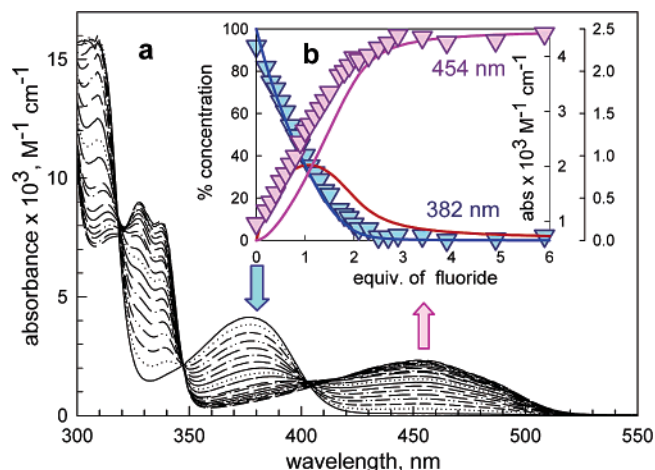 absorbance x 10³, M⁻¹ cm⁻¹
15
10
5
0
300
350
400
450
500
550
wavelength, nm
a
b
% concentration
100
80
60
40
20
0
0 1 2 3 4 5 6
equiv. of fluoride
454 nm
382 nm
4
3
2
1
abs x 10³ M⁻¹ cm⁻¹
2.5
2.0
1.5
1.0
0.5
0.0